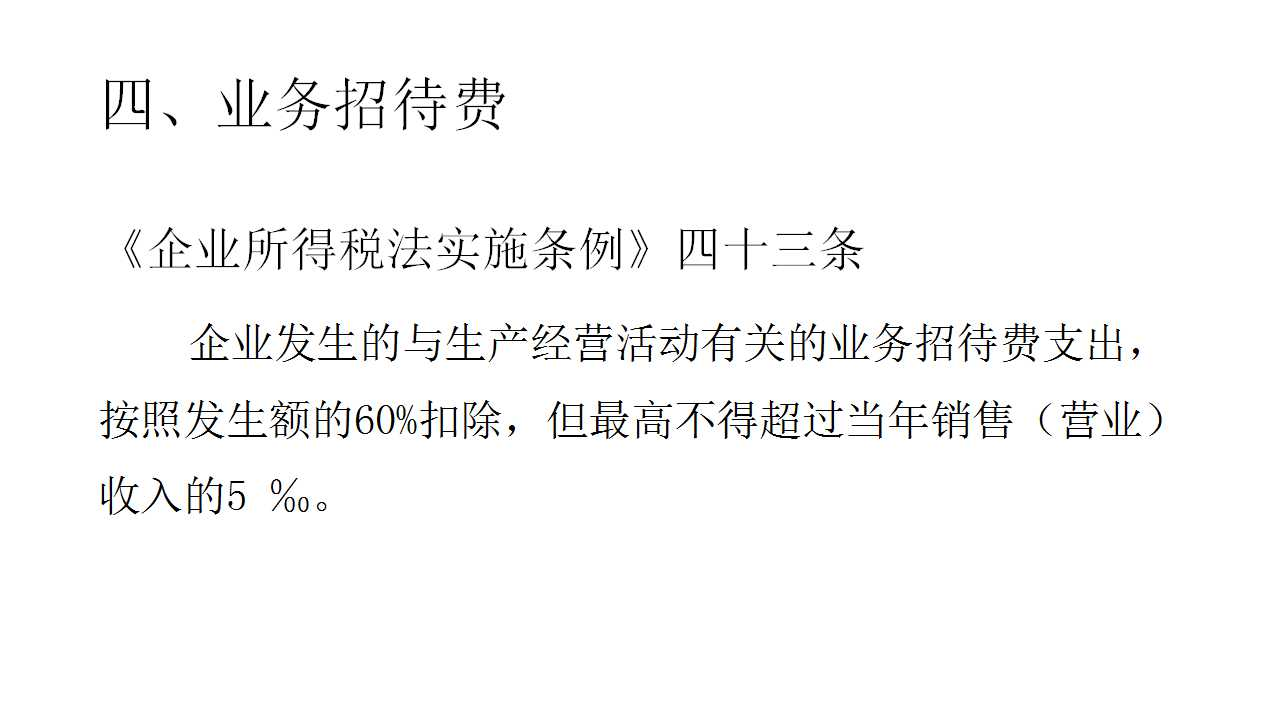 四、业务招待费
《企业所得税法实施条例》四十三条
企业发生的与生产经营活动有关的业务招待费支出，
按照发生额的60%扣除，但最高不得超过当年销售（营业）
收入的5 ‰。